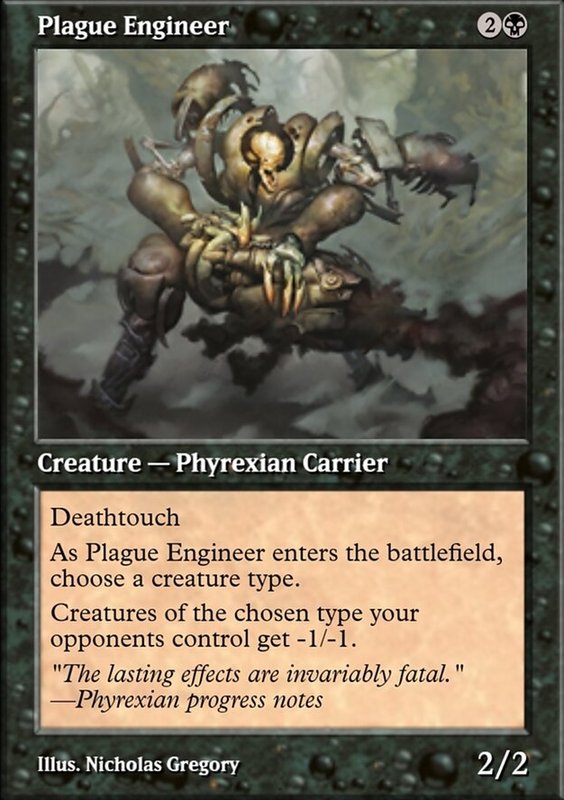 Plague Engineer 2
Creature — Phyrexian Carrier
Deathtouch
As Plague Engineer enters the battlefield,
choose a creature type.
Creatures of the chosen type your
opponents control get -1/-1.
"The lasting effects are invariably fatal."
—Phyrexian progress notes
Illus. Nicholas Gregory 2/2